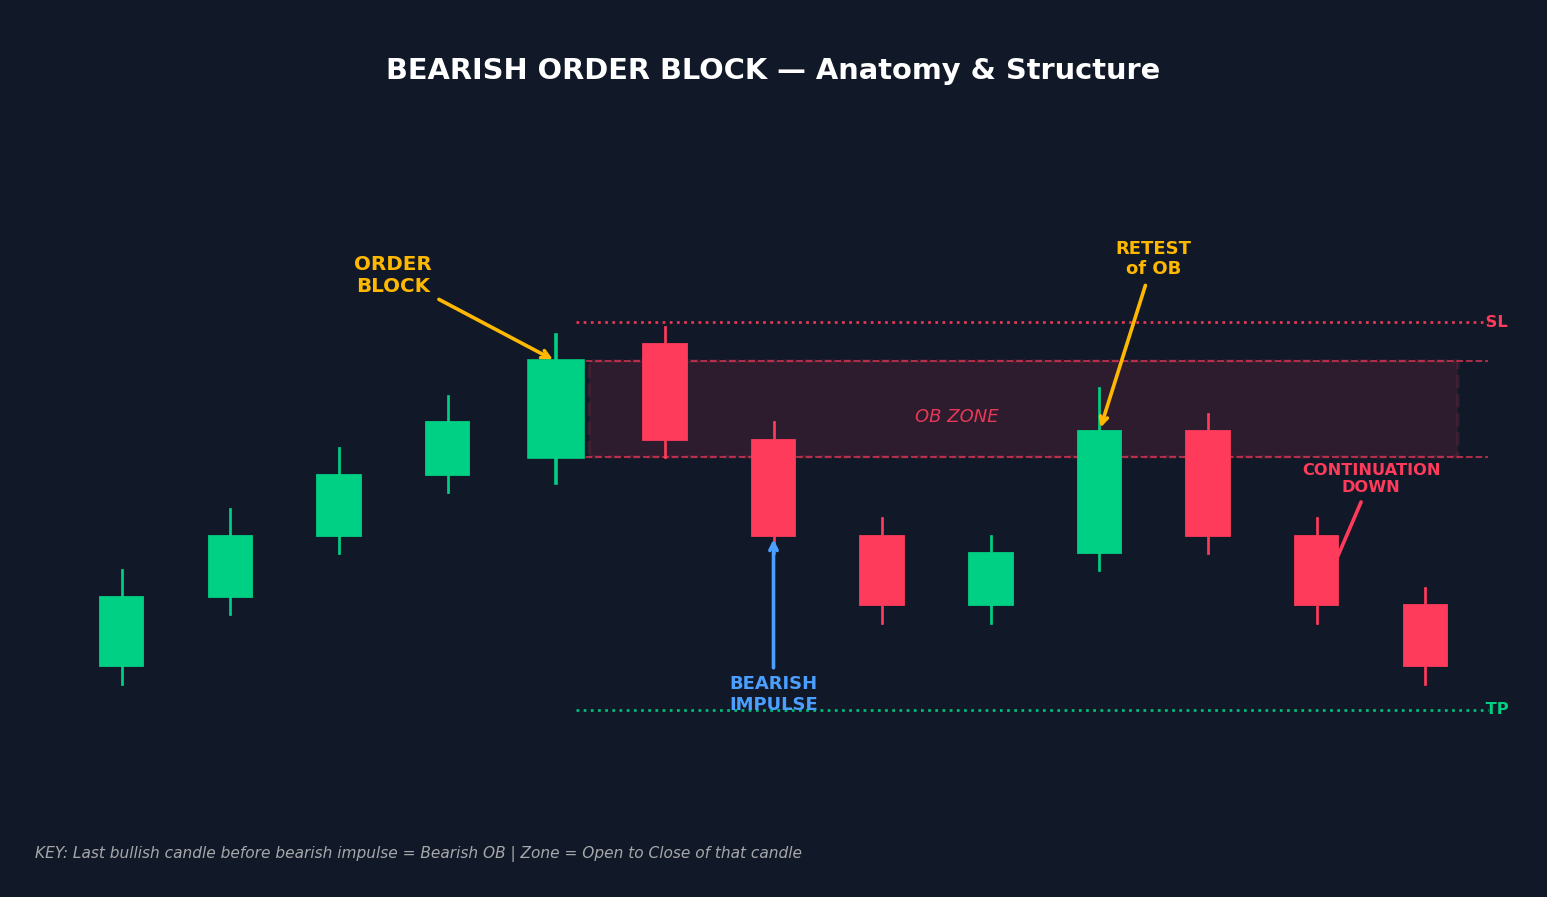 BEARISH ORDER BLOCK — Anatomy & Structure
RETEST
of OB
ORDER
BLOCK
SL
OB ZONE
CONTINUATION
DOWN
BEARISH
IMPULSE
TP
KEY: Last bullish candle before bearish impulse = Bearish OB | Zone = Open to Close of that candle